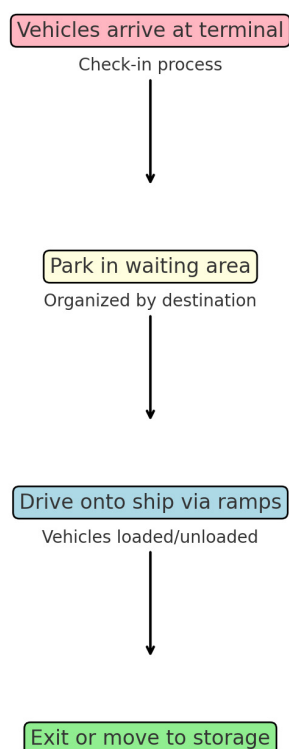 Vehicles arrive at terminal
Check-in process
Park in waiting area
Organized by destination
Drive onto ship via ramps
Vehicles loaded/unloaded
Exit or move to storage